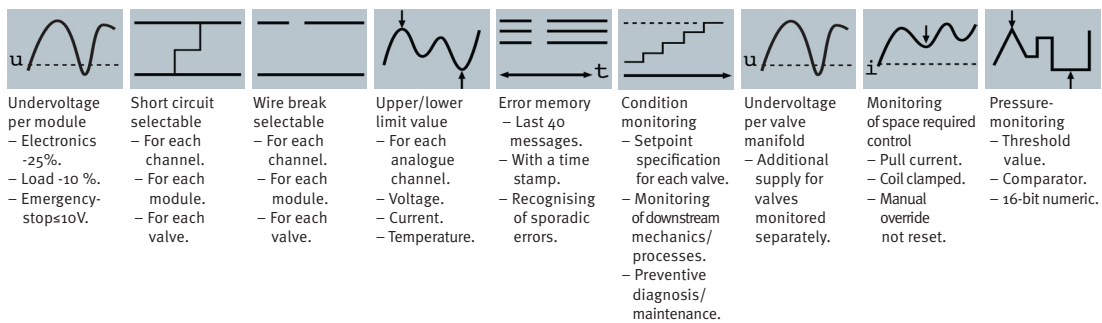 u
Undervoltage
per module
– Electronics
-25%.
– Load -10 %.
– Emergency-
stop≤10V.
Short circuit
selectable
– For each
channel.
– For each
module.
– For each
valve.
Wire break
selectable
– For each
channel.
– For each
module.
– For each
valve.
Upper/lower
limit value
– For each
analogue
channel.
– Voltage.
– Current.
– Temperature.
t
Error memory
– Last 40
messages.
– With a time
stamp.
– Recognising
of sporadic
errors.
Condition
monitoring
– Setpoint
specification
for each valve.
– Monitoring
of downstream
mechanics/
processes.
– Preventive
diagnosis/
maintenance.
u
Undervoltage
per valve
manifold
– Additional
supply for
valves
monitored
separately.
i
Monitoring
of space required
control
– Pull current.
– Coil clamped.
– Manual
override
not reset.
Pressure-
monitoring
– Threshold
value.
– Comparator.
– 16-bit numeric.